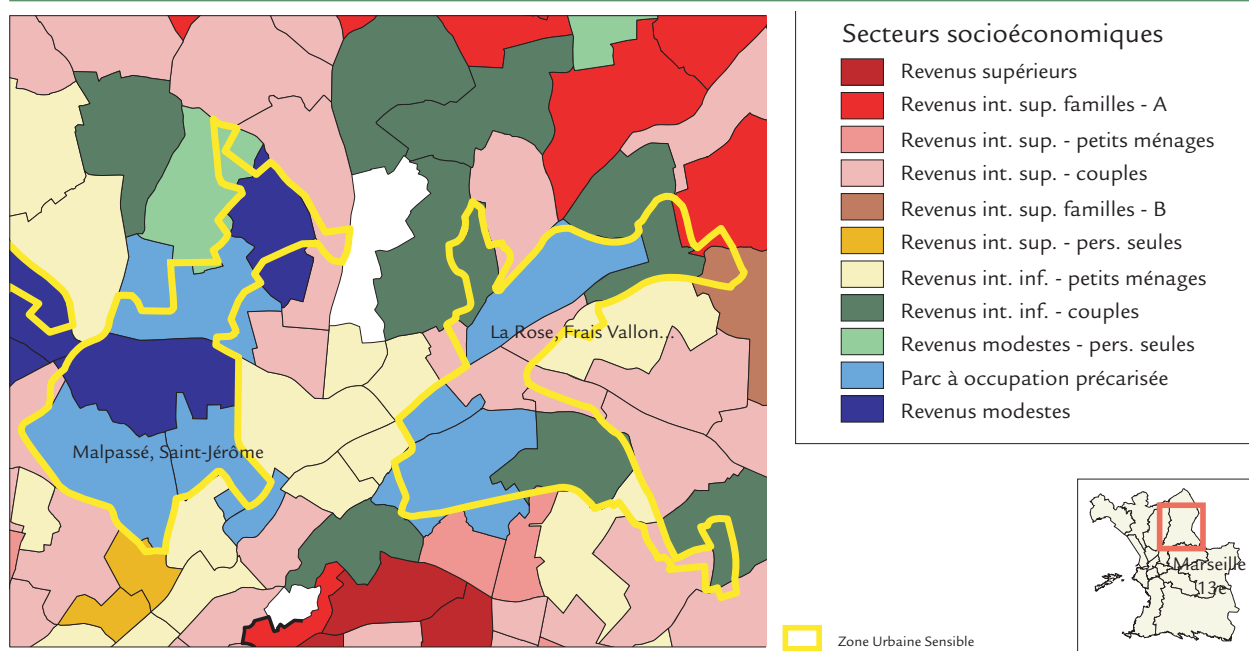 Secteurs socioéconomiques
Revenus supérieurs
Revenus int. sup. familles - A
Revenus int. sup. - petits ménages
Revenus int. sup. - couples
Revenus int. sup. familles - B
Revenus int. sup. - pers. seules
Revenus int. inf. - petits ménages
Revenus int. inf. - couples
Revenus modestes - pers. seules
Parc à occupation précarisée
Revenus modestes
La Rose, Frais Vallon...
Malpassé, Saint-Jérôme
Marseille
13e
Zone Urbaine Sensible